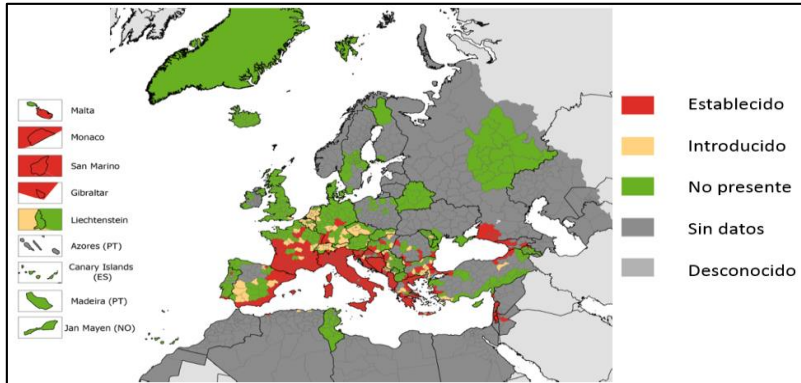 Malta
Monaco
San Marino
Gibraltar
Liechtenstein
Azores (PT)
Canary Islands
(ES)
Madeira (PT)
Jan Mayen (NO)
Establecido
Introducido
No presente
Sin datos
Desconocido